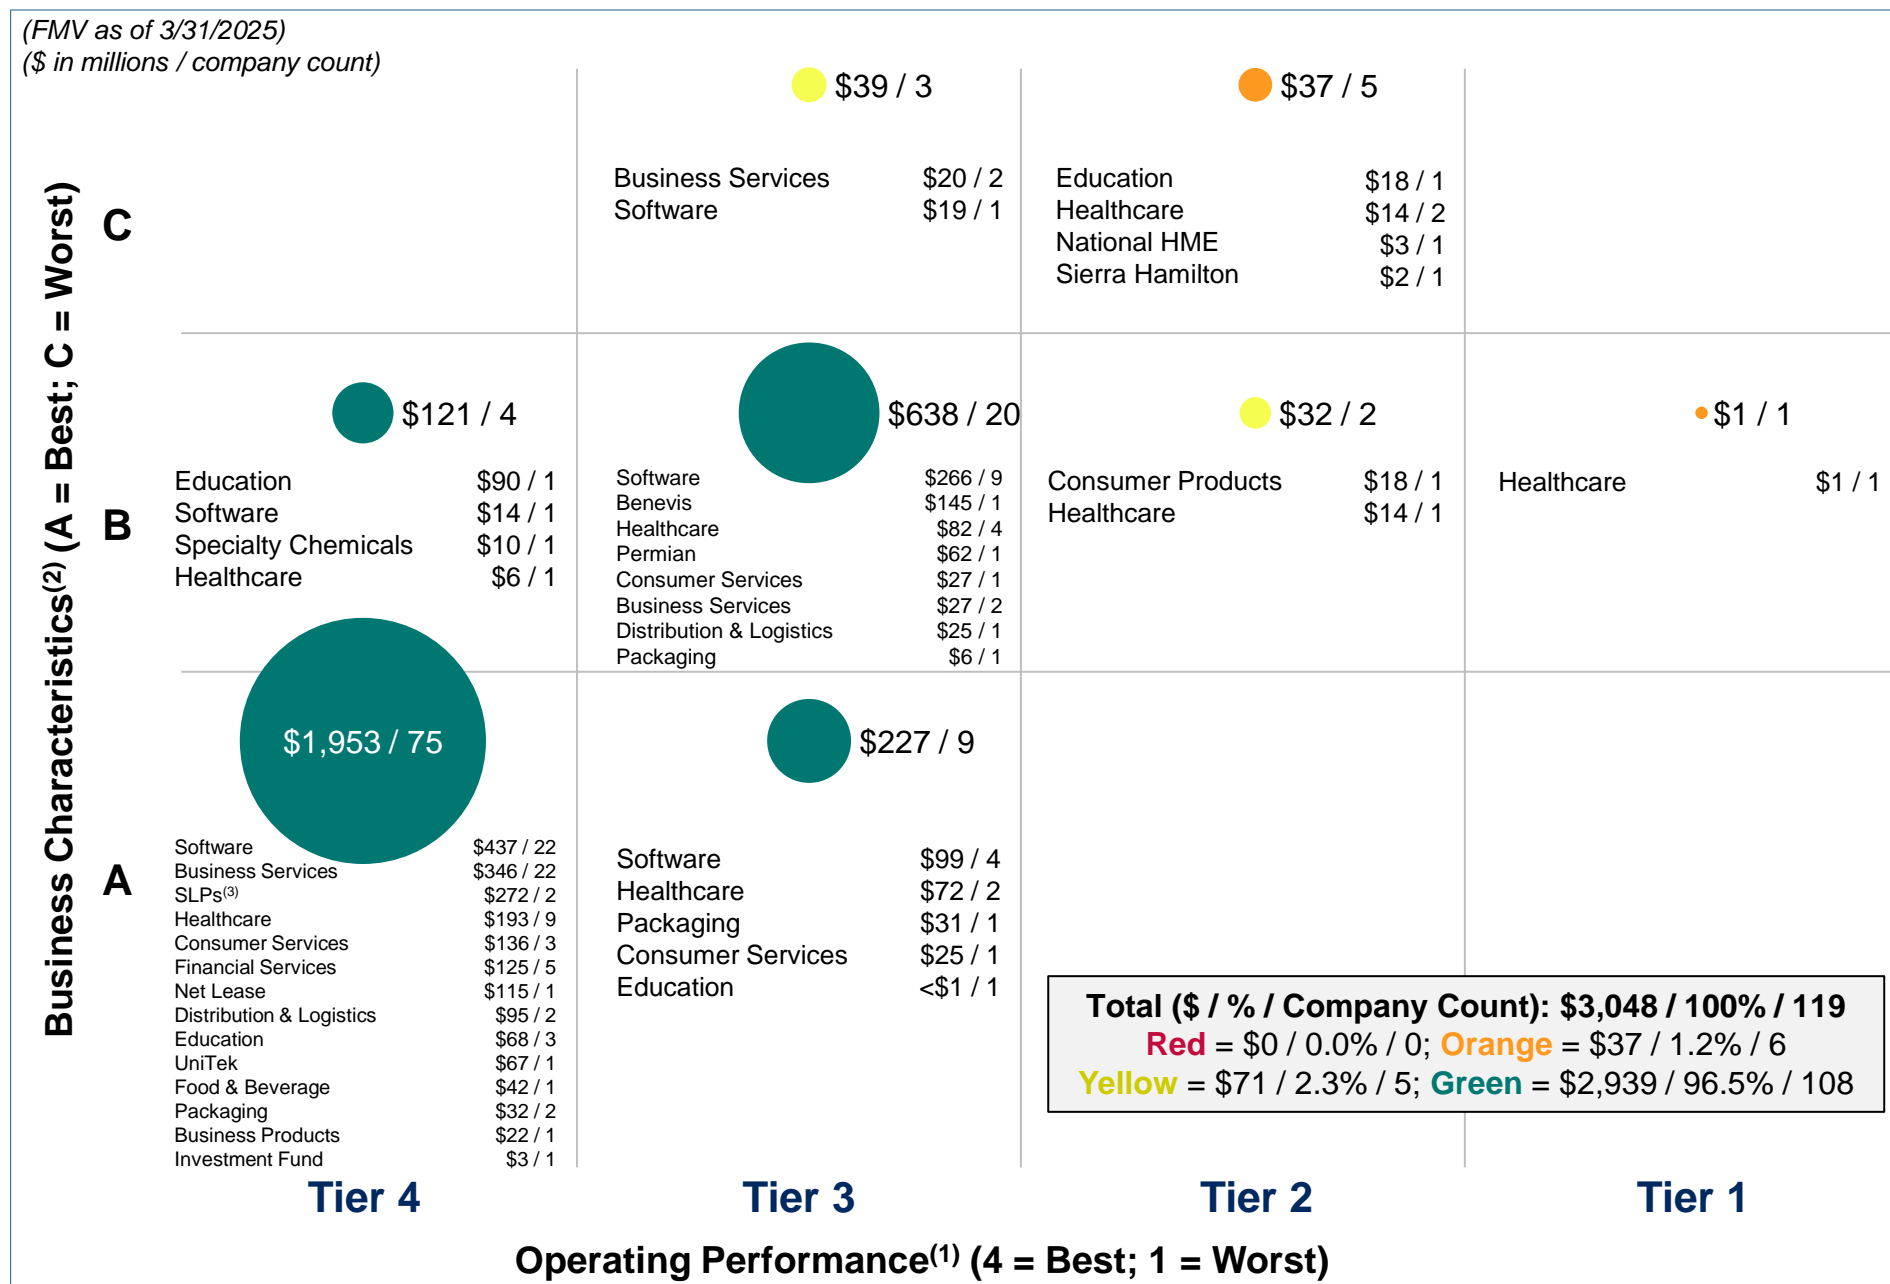 (FMV as of 3/31/2025)
($ in millions / company count)
Business Characteristics(2) (A = Best; C = Worst)
C
$39 / 3
Business Services $20 / 2
Software $19 / 1
$37 / 5
Education $18 / 1
Healthcare $14 / 2
National HME $3 / 1
Sierra Hamilton $2 / 1
B
$121 / 4
Education $90 / 1
Software $14 / 1
Specialty Chemicals $10 / 1
Healthcare $6 / 1
$638 / 20
Software $266 / 9
Benevis $145 / 1
Healthcare $82 / 4
Permian $62 / 1
Consumer Services $27 / 1
Business Services $27 / 2
Distribution & Logistics $25 / 1
Packaging $6 / 1
$32 / 2
Consumer Products $18 / 1
Healthcare $14 / 1
$1 / 1
Healthcare $1 / 1
A
$1,953 / 75
Software $437 / 22
Business Services $346 / 22
SLPs(3) $272 / 2
Healthcare $193 / 9
Consumer Services $136 / 3
Financial Services $125 / 5
Net Lease $115 / 1
Distribution & Logistics $95 / 2
Education $68 / 3
UniTek $67 / 1
Food & Beverage $42 / 1
Packaging $32 / 2
Business Products $22 / 1
Investment Fund $3 / 1
$227 / 9
Software $99 / 4
Healthcare $72 / 2
Packaging $31 / 1
Consumer Services $25 / 1
Education <$1 / 1
Total ($ / % / Company Count): $3,048 / 100% / 119
Red = $0 / 0.0% / 0; Orange = $37 / 1.2% / 6
Yellow = $71 / 2.3% / 5; Green = $2,939 / 96.5% / 108
Tier 4 Tier 3 Tier 2 Tier 1
Operating Performance(1) (4 = Best; 1 = Worst)